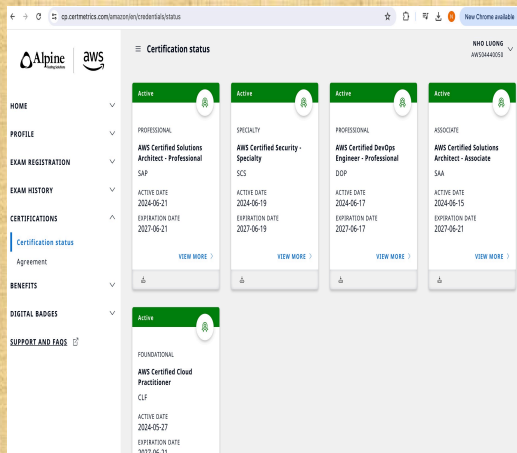 cp.certmetrics.com/amazon/en/credentials/status
New Chrome available
Alpine
aws
Certification status
NHO LUONG
AWS04440050
HOME
PROFILE
EXAM REGISTRATION
EXAM HISTORY
CERTIFICATIONS
Certification status
Agreement
BENEFITS
DIGITAL BADGES
SUPPORT AND FAQS
Active
PROFESSIONAL
AWS Certified Solutions
Architect - Professional
SAP
ACTIVE DATE
2024-06-21
EXPIRATION DATE
2027-06-21
VIEW MORE
Active
SPECIALTY
AWS Certified Security -
Specialty
SCS
ACTIVE DATE
2024-06-19
EXPIRATION DATE
2027-06-19
VIEW MORE
Active
PROFESSIONAL
AWS Certified DevOps
Engineer - Professional
DOP
ACTIVE DATE
2024-06-17
EXPIRATION DATE
2027-06-17
VIEW MORE
Active
ASSOCIATE
AWS Certified Solutions
Architect - Associate
SAA
ACTIVE DATE
2024-06-15
EXPIRATION DATE
2027-06-21
VIEW MORE
Active
FOUNDATIONAL
AWS Certified Cloud
Practitioner
CLF
ACTIVE DATE
2024-05-27
EXPIRATION DATE
2027-06-21